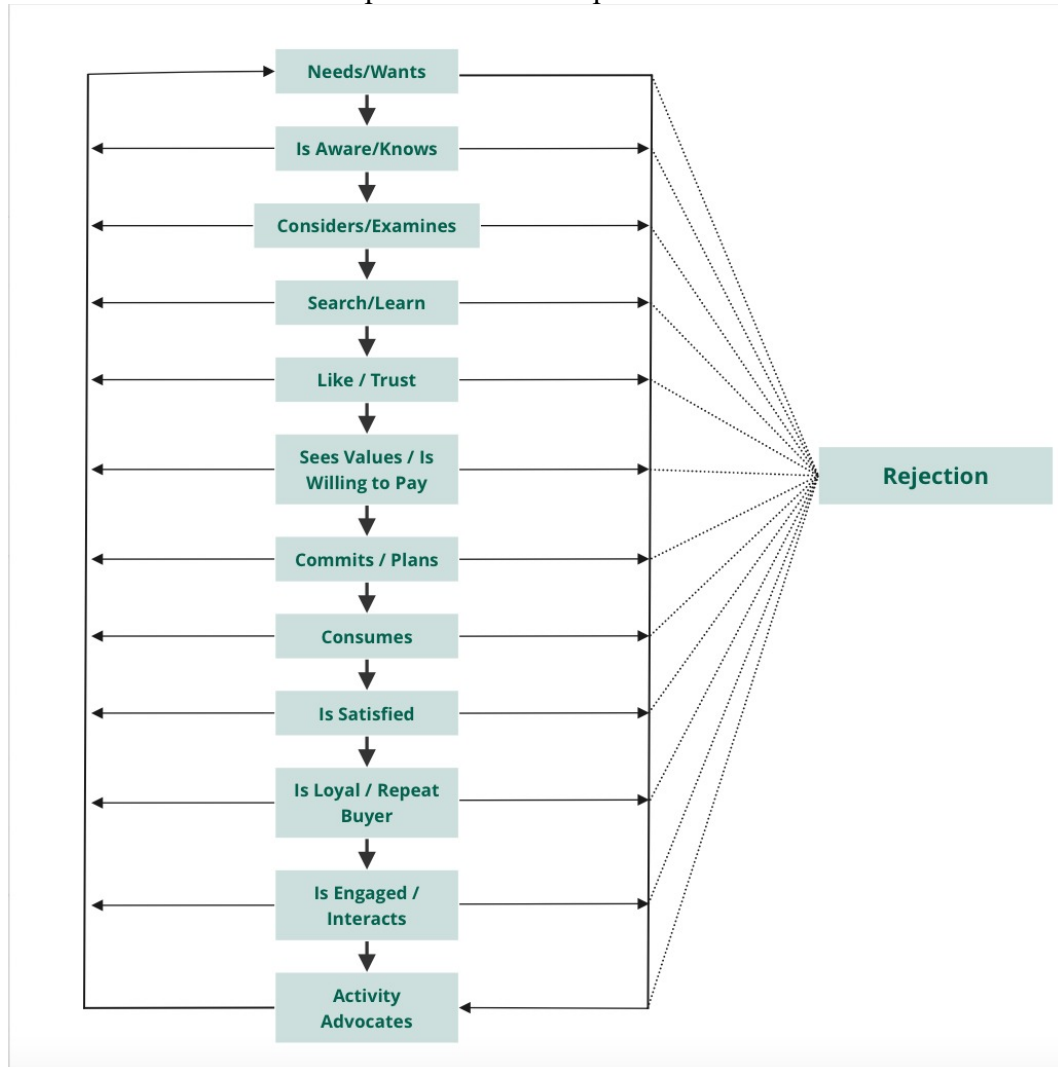 Needs/Wants
Is Aware/Knows
Considers/Examines
Search/Learn
Like / Trust
Sees Values / Is
Willing to Pay
Rejection
Commits / Plans
Consumes
Is Satisfied
Is Loyal / Repeat
Buyer
Is Engaged /
Interacts
Activity
Advocates